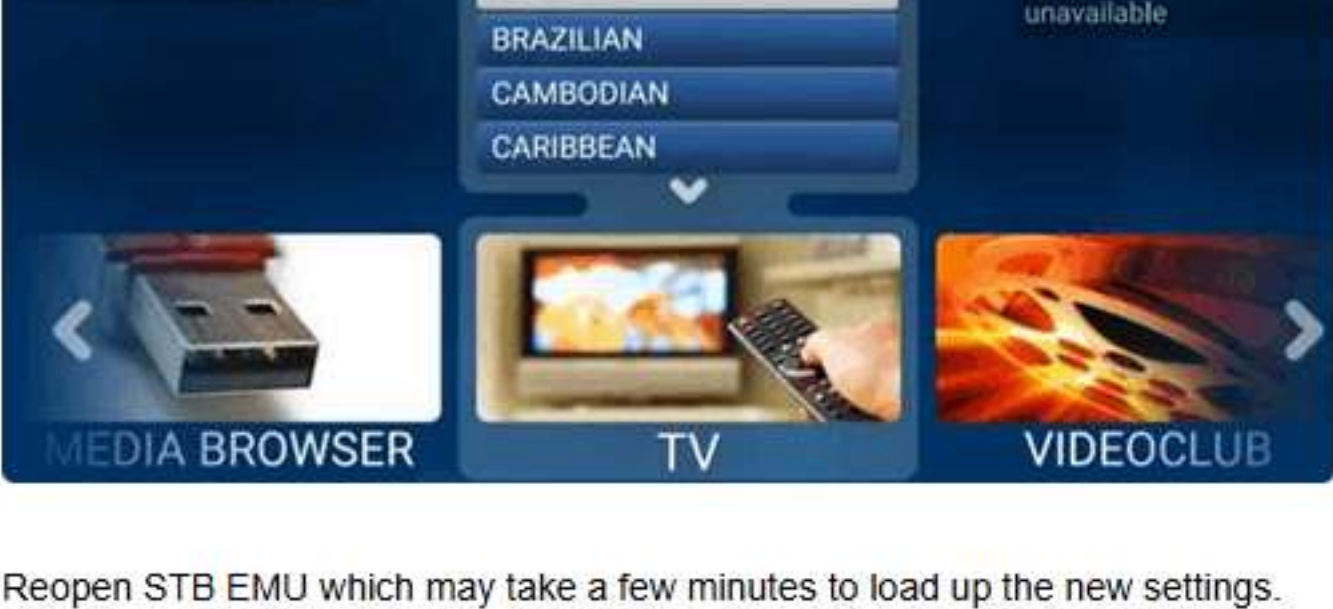 unavailable
BRAZILIAN
CAMBODIAN
CARIBBEAN
MEDIA BROWSER
TV
VIDEOCLUB
Reopen STB EMU which may take a few minutes to load up the new settings.